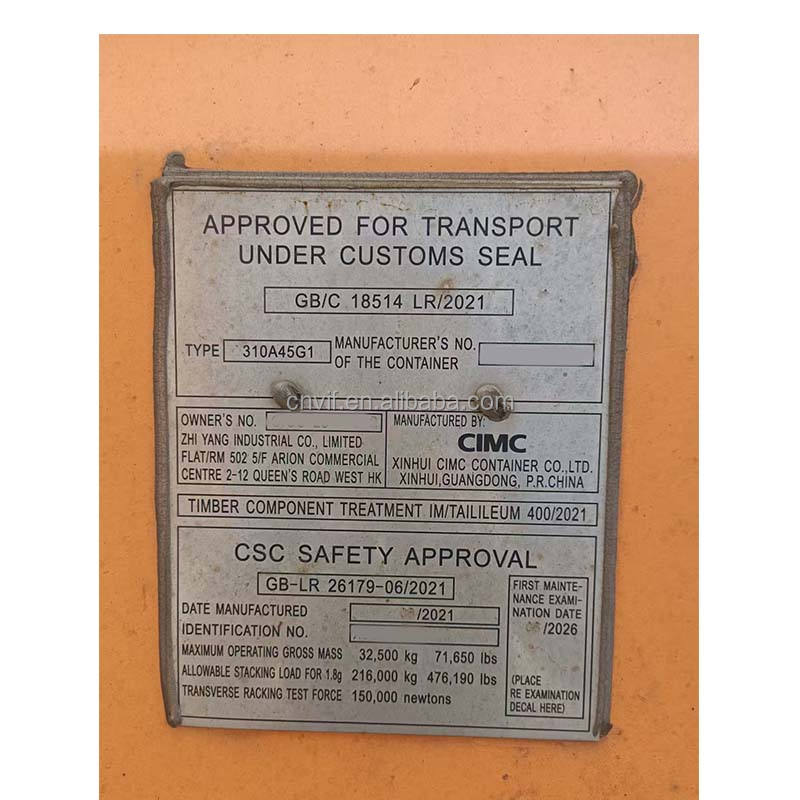 APPROVED FOR TRANSPORT
UNDER CUSTOMS SEAL
GB/C 18514 LR/2021
TYPE 310A45G1
MANUFACTURER'S NO.
OF THE CONTAINER
cnvif.en.alibaba.com
OWNER'S NO.
ZHI YANG INDUSTRIAL CO., LIMITED
FLAT/RM 502 5/F ARION COMMERCIAL
CENTRE 2-12 QUEEN'S ROAD WEST HK
MANUFACTURED BY:
CIMC
XINHUI CIMC CONTAINER CO.,LTD.
XINHUI,GUANGDONG, P.R.CHINA
TIMBER COMPONENT TREATMENT IM/TAILILEUM 400/2021
CSC SAFETY APPROVAL
GB-LR 26179-06/2021
DATE MANUFACTURED /2021
IDENTIFICATION NO.
MAXIMUM OPERATING GROSS MASS 32,500 kg 71,650 lbs
ALLOWABLE STACKING LOAD FOR 1.8g 216,000 kg 476,190 lbs
TRANSVERSE RACKING TEST FORCE 150,000 newtons
FIRST MAINTE-
NANCE EXAMI-
NATION DATE
/2026
(PLACE
RE EXAMINATION
DECAL HERE)